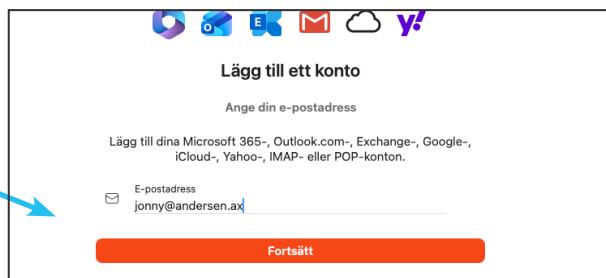 Lägg till ett konto
Ange din e-postadress
Lägg till dina Microsoft 365-, Outlook.com-, Exchange-, Google-,
iCloud-, Yahoo-, IMAP- eller POP-konton.
E-postadress
jonny@andersen.ax
Fortsätt